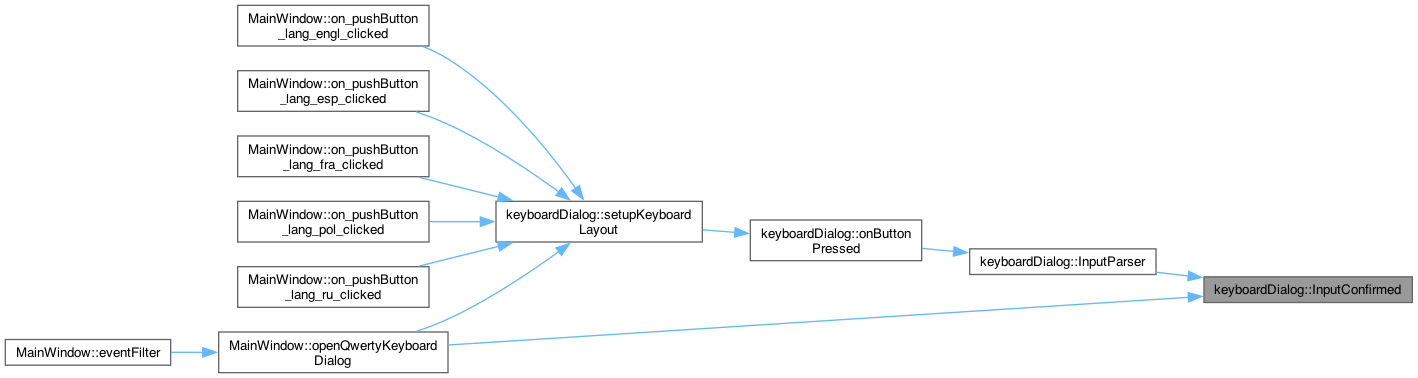 MainWindow::on_pushButton
_lang_engl_clicked
MainWindow::on_pushButton
_lang_esp_clicked
MainWindow::on_pushButton
_lang_fra_clicked
MainWindow::on_pushButton
_lang_pol_clicked
MainWindow::on_pushButton
_lang_ru_clicked
MainWindow::eventFilter
MainWindow::openQwertyKeyboard
Dialog
keyboardDialog::setupKeyboard
Layout
keyboardDialog::onButton
Pressed
keyboardDialog::InputParser
keyboardDialog::InputConfirmed